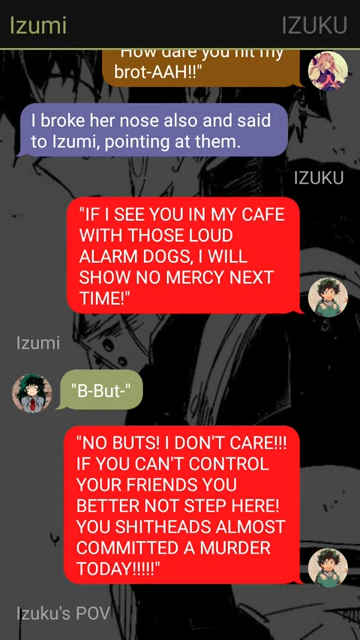 Izumi
IZUKU
"How dare you hit my
brot-AAH!!"
I broke her nose also and said
to Izumi, pointing at them.
IZUKU
"IF I SEE YOU IN MY CAFE
WITH THOSE LOUD
ALARM DOGS, I WILL
SHOW NO MERCY NEXT
TIME!"
Izumi
"B-But-"
"NO BUTS! I DON'T CARE!!!
IF YOU CAN'T CONTROL
YOUR FRIENDS YOU
BETTER NOT STEP HERE!
YOU SHITHEADS ALMOST
COMMITTED A MURDER
TODAY!!!!!"
Izuku's POV